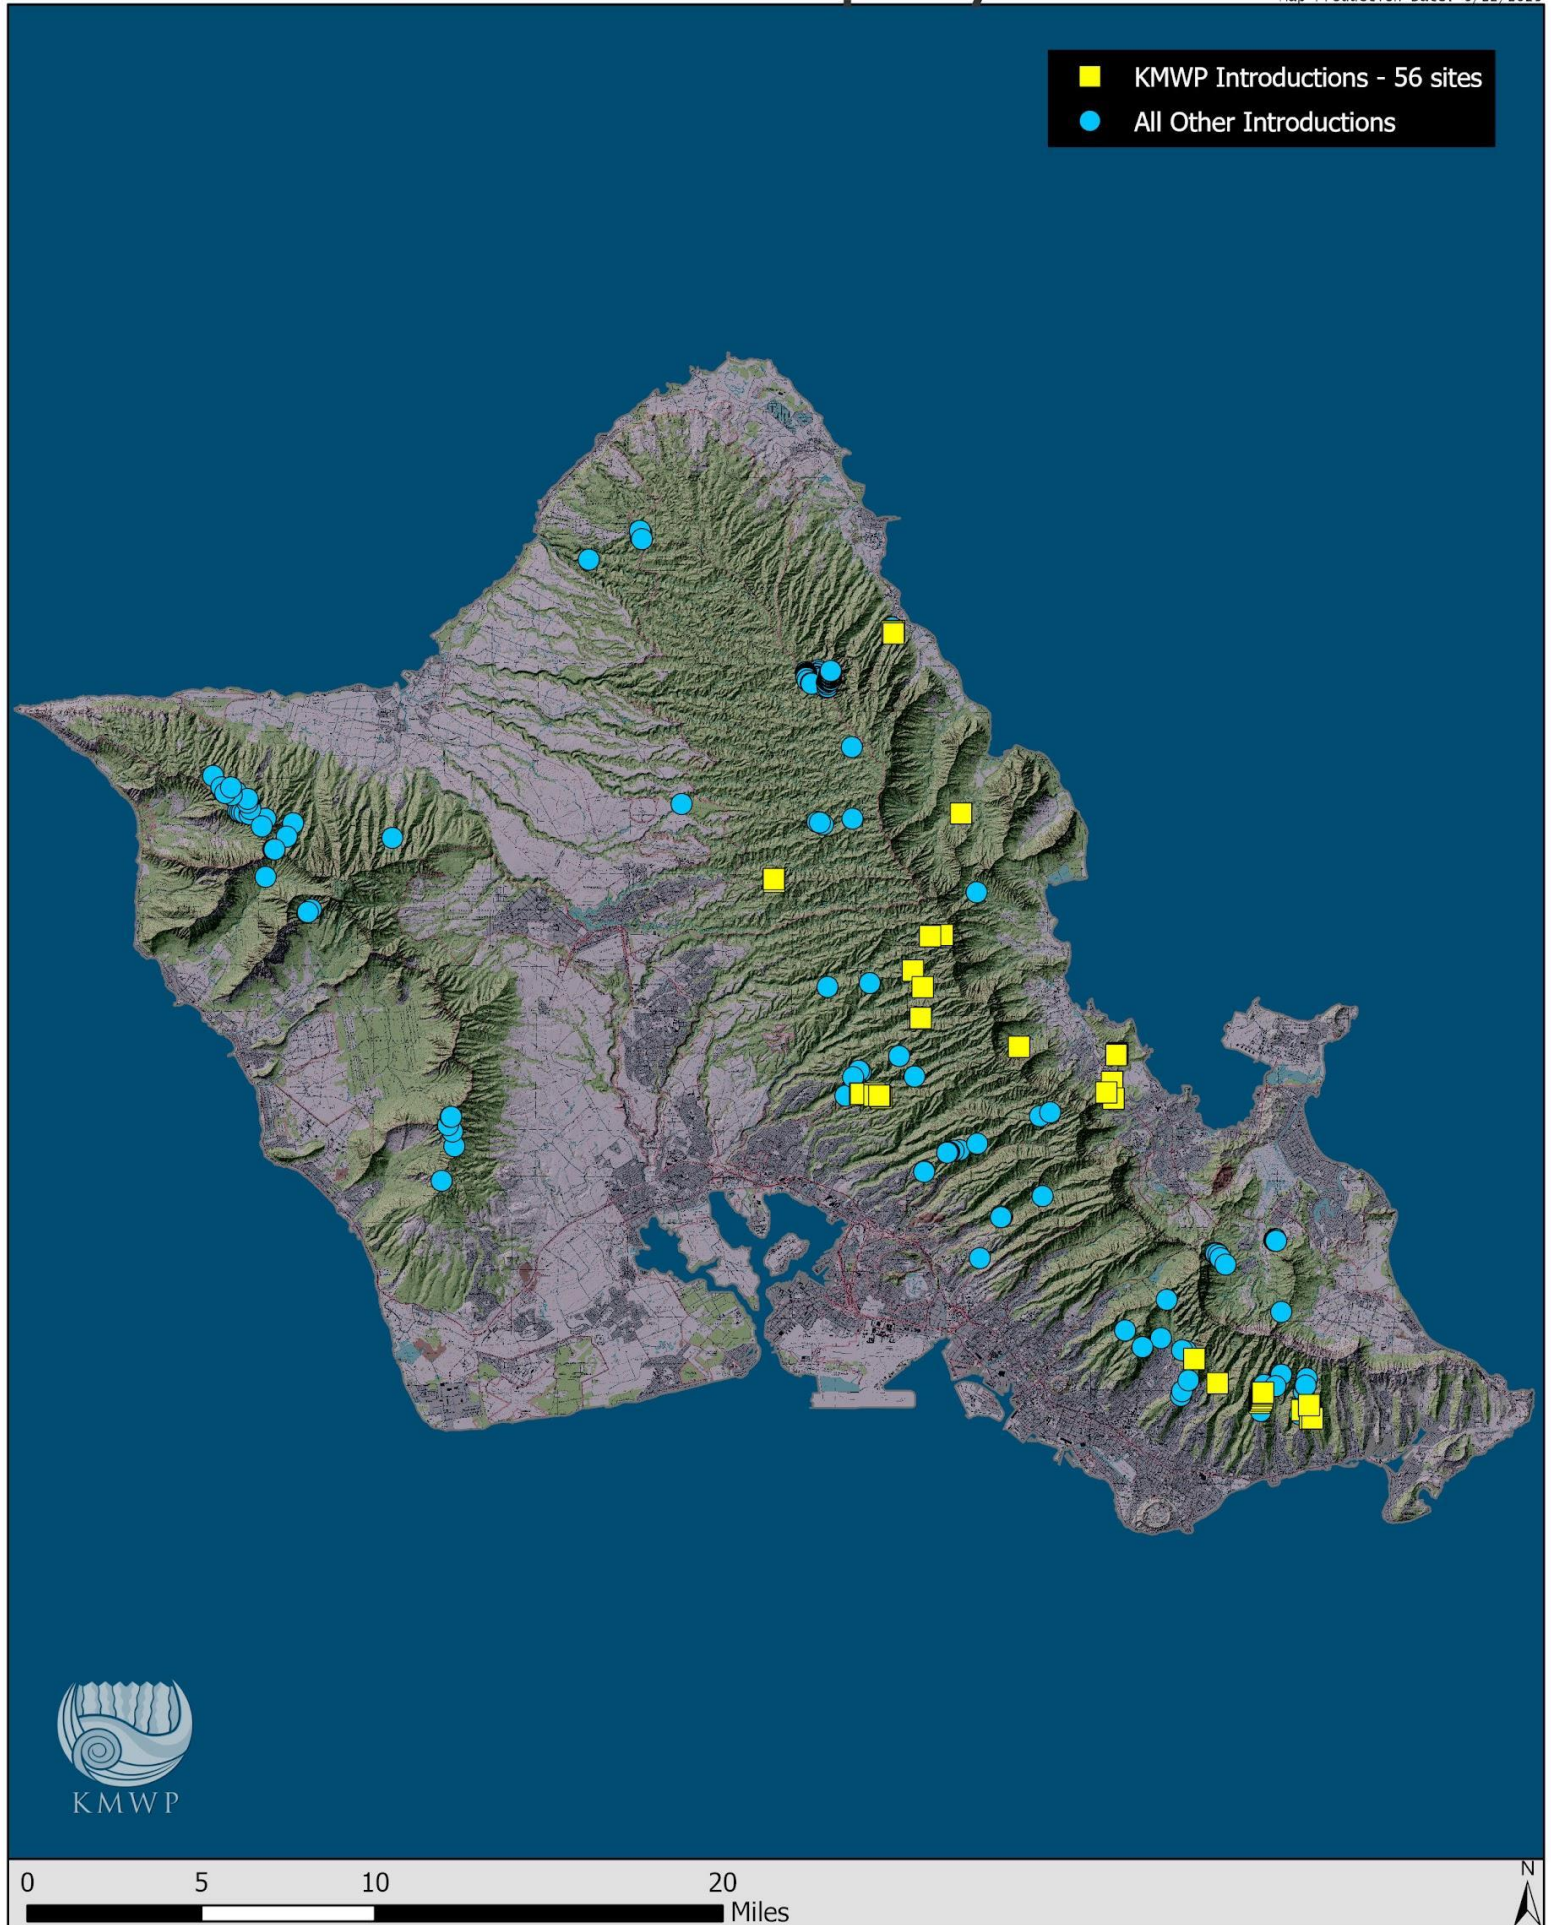 KMWP Introductions - 56 sites
All Other Introductions
KMWP
0 5 10 20
Miles
N